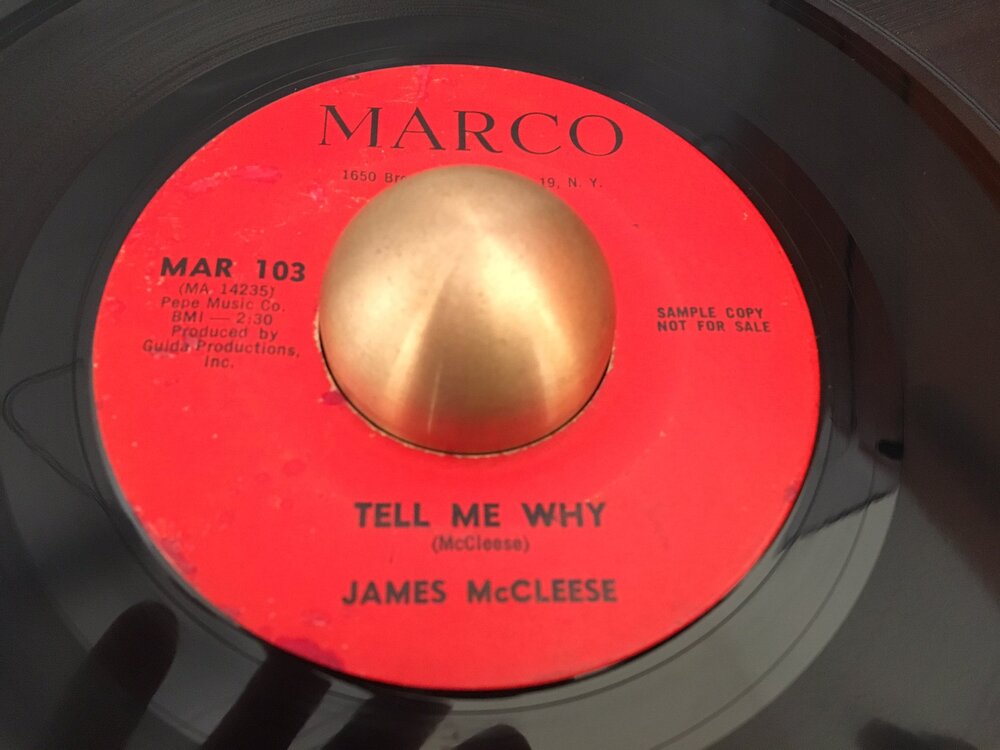 MARCO
1650 Br 19, N. Y.
MAR 103
(MA 14235)
Pepe Music Co.
BMI — 2:30
Produced by
Guida Productions,
Inc.
SAMPLE COPY
NOT FOR SALE
TELL ME WHY
(McCleese)
JAMES McCLEESE